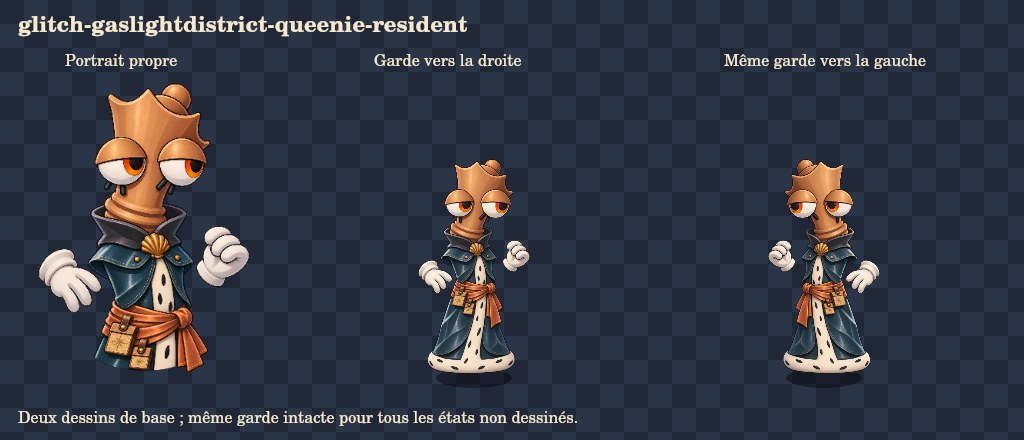 glitch-gaslightdistrict-queenie-resident
Portrait propre
Garde vers la droite
Même garde vers la gauche
Deux dessins de base ; même garde intacte pour tous les états non dessinés.